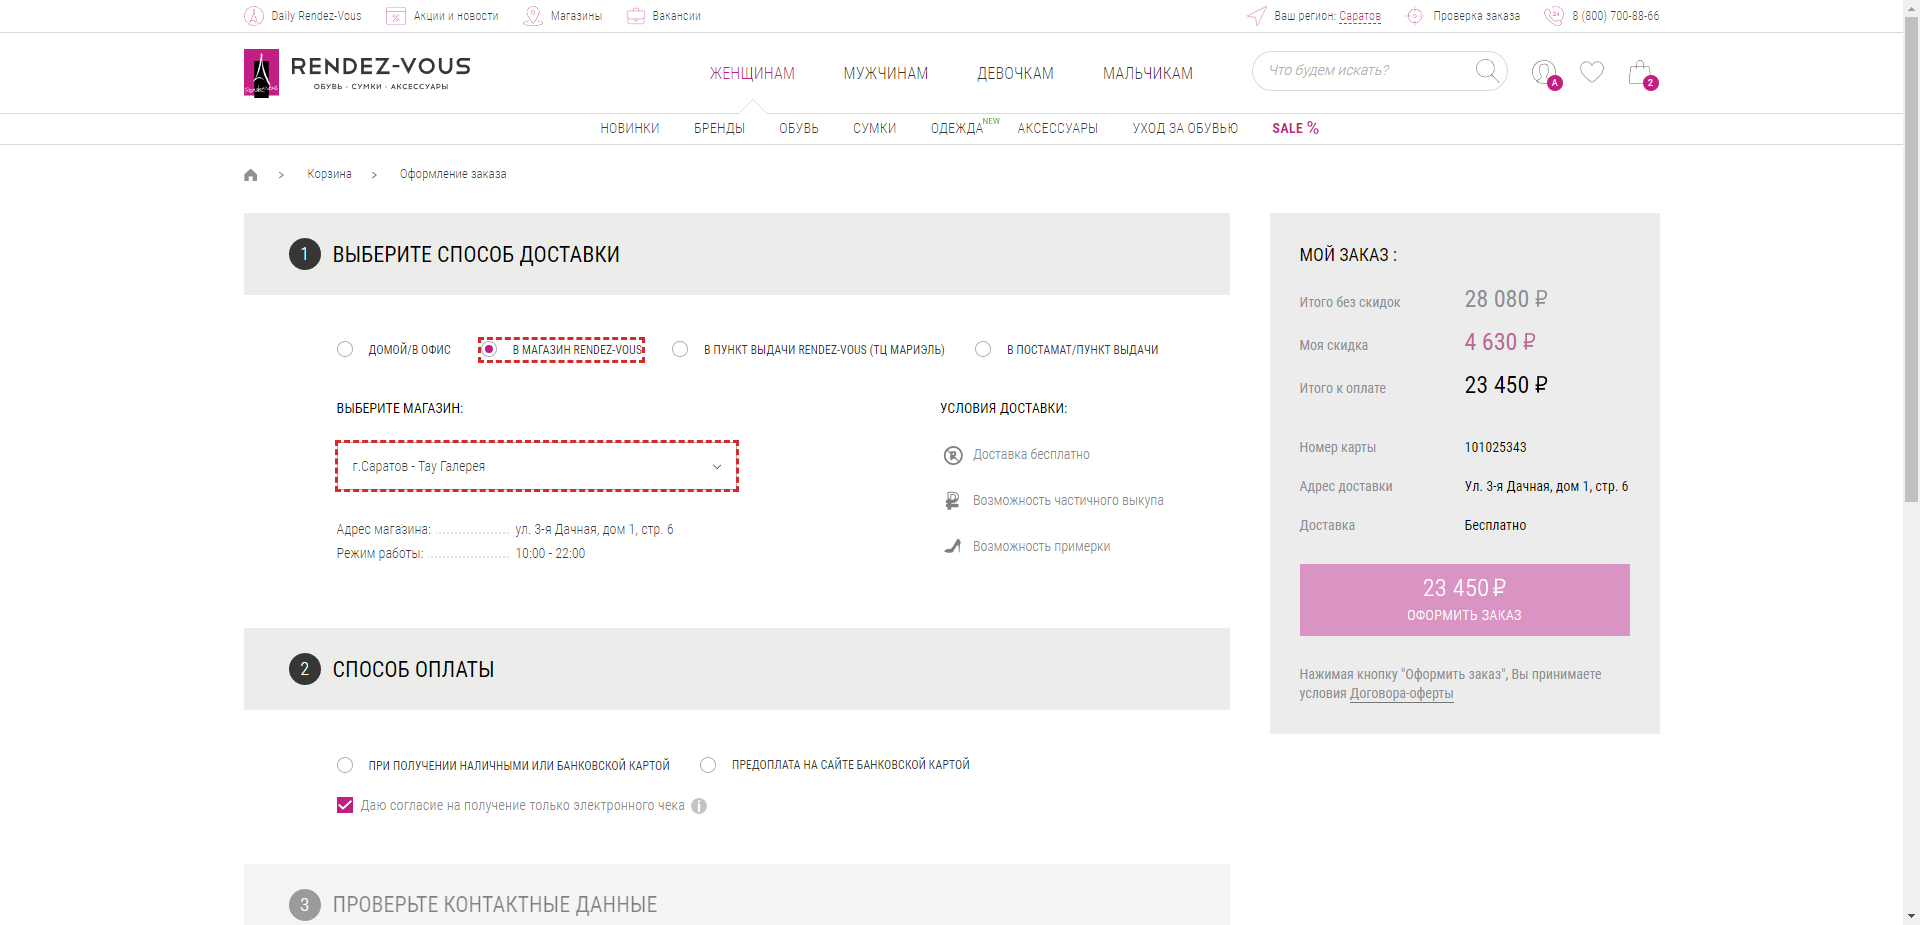 Daily Rendez-Vous
Акции и новости
Магазины
Вакансии
Ваш регион: Саратов
Проверка заказа
8 (800) 700-88-66
RENDEZ-VOUS
ОБУВЬ · СУМКИ · АКСЕССУАРЫ
ЖЕНЩИНАМ
МУЖЧИНАМ
ДЕВОЧКАМ
МАЛЬЧИКАМ
Что будем искать?
A
2
НОВИНКИ
БРЕНДЫ
ОБУВЬ
СУМКИ
ОДЕЖДА NEW
АКСЕССУАРЫ
УХОД ЗА ОБУВЬЮ
SALE %
> Корзина > Оформление заказа
1 ВЫБЕРИТЕ СПОСОБ ДОСТАВКИ
ДОМОЙ/В ОФИС
В МАГАЗИН RENDEZ-VOUS
В ПУНКТ ВЫДАЧИ RENDEZ-VOUS (ТЦ МАРИЭЛЬ)
В ПОСТАМАТ/ПУНКТ ВЫДАЧИ
ВЫБЕРИТЕ МАГАЗИН:
г.Саратов - Тау Галерея
Адрес магазина: ул. 3-я Дачная, дом 1, стр. 6
Режим работы: 10:00 - 22:00
УСЛОВИЯ ДОСТАВКИ:
Доставка бесплатно
Возможность частичного выкупа
Возможность примерки
2 СПОСОБ ОПЛАТЫ
ПРИ ПОЛУЧЕНИИ НАЛИЧНЫМИ ИЛИ БАНКОВСКОЙ КАРТОЙ
ПРЕДОПЛАТА НА САЙТЕ БАНКОВСКОЙ КАРТОЙ
Даю согласие на получение только электронного чека
3 ПРОВЕРЬТЕ КОНТАКТНЫЕ ДАННЫЕ
МОЙ ЗАКАЗ :
Итого без скидок 28 080 ₽
Моя скидка 4 630 ₽
Итого к оплате 23 450 ₽
Номер карты 101025343
Адрес доставки Ул. 3-я Дачная, дом 1, стр. 6
Доставка Бесплатно
23 450 ₽
ОФОРМИТЬ ЗАКАЗ
Нажимая кнопку "Оформить заказ", Вы принимаете
условия Договора-оферты